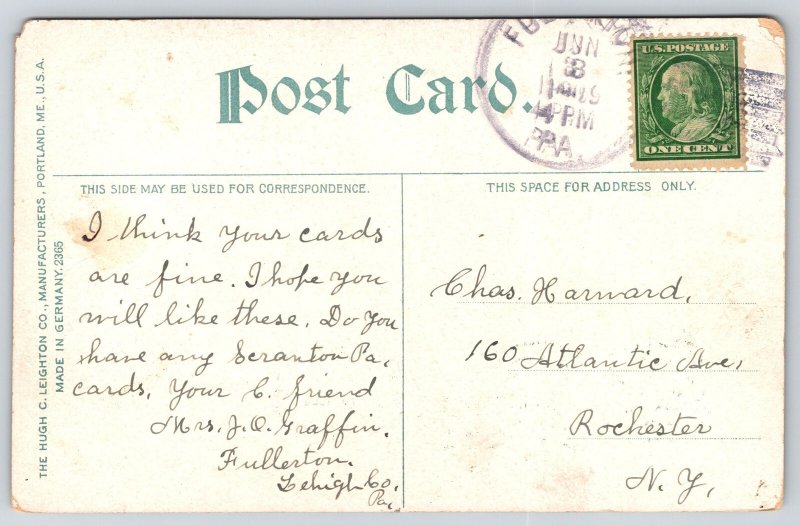 THE HUGH C. LEIGHTON CO., MANUFACTURERS, PORTLAND, ME., U.S.A.
MADE IN GERMANY. 2365
Post Card.
JUN
PM
U.S. POSTAGE
ONE CENT
THIS SIDE MAY BE USED FOR CORRESPONDENCE.
THIS SPACE FOR ADDRESS ONLY.
I think your cards
are fine. I hope you
will like these. Do you
have any Scranton Pa,
cards, Your C. friend
Mrs. J.Q. Graffin.
Fullerton.
Lehigh Co.
Pa,
Chas. Harward,
160 Atlantic Ave,
Rochester
N.Y,